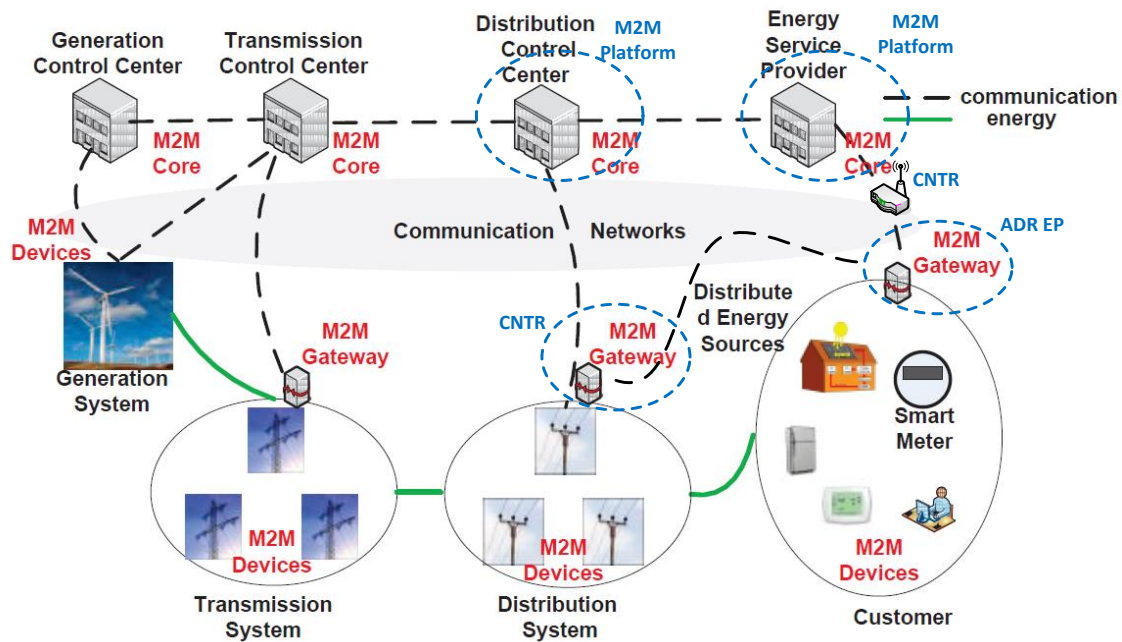 Generation
Control Center
Transmission
Control Center
Distribution
Control
Center
M2M
Platform
Energy
Service
Provider
M2M
Platform
communication
energy
M2M
Core
M2M
Core
M2M
Core
M2M
Core
CNTR
M2M
Devices
Communication
Networks
ADR EP
M2M
Gateway
Generation
System
M2M
Gateway
CNTR
M2M
Gateway
Distribute
d Energy
Sources
Smart
Meter
M2M
Devices
M2M
Devices
M2M
Devices
Transmission
System
Distribution
System
Customer